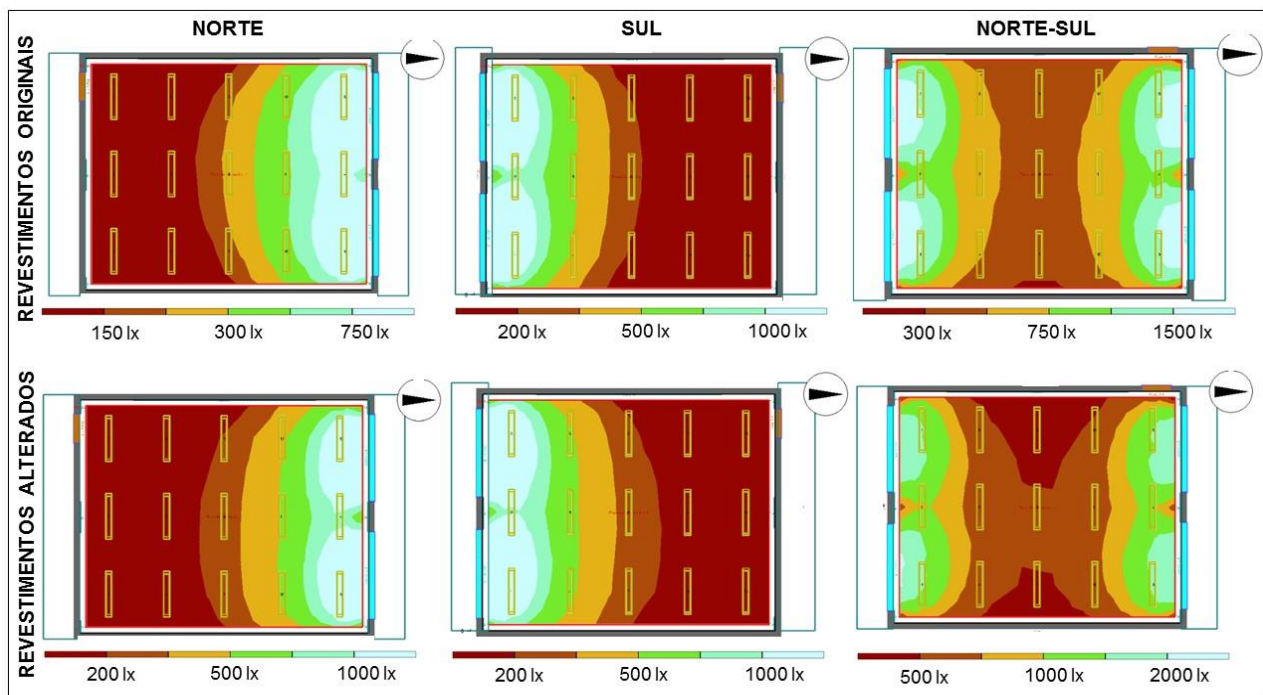 NORTE
SUL
NORTE-SUL
REVESTIMENTOS ORIGINAIS
150 lx 300 lx 750 lx
200 lx 500 lx 1000 lx
300 lx 750 lx 1500 lx
REVESTIMENTOS ALTERADOS
200 lx 500 lx 1000 lx
200 lx 500 lx 1000 lx
500 lx 1000 lx 2000 lx